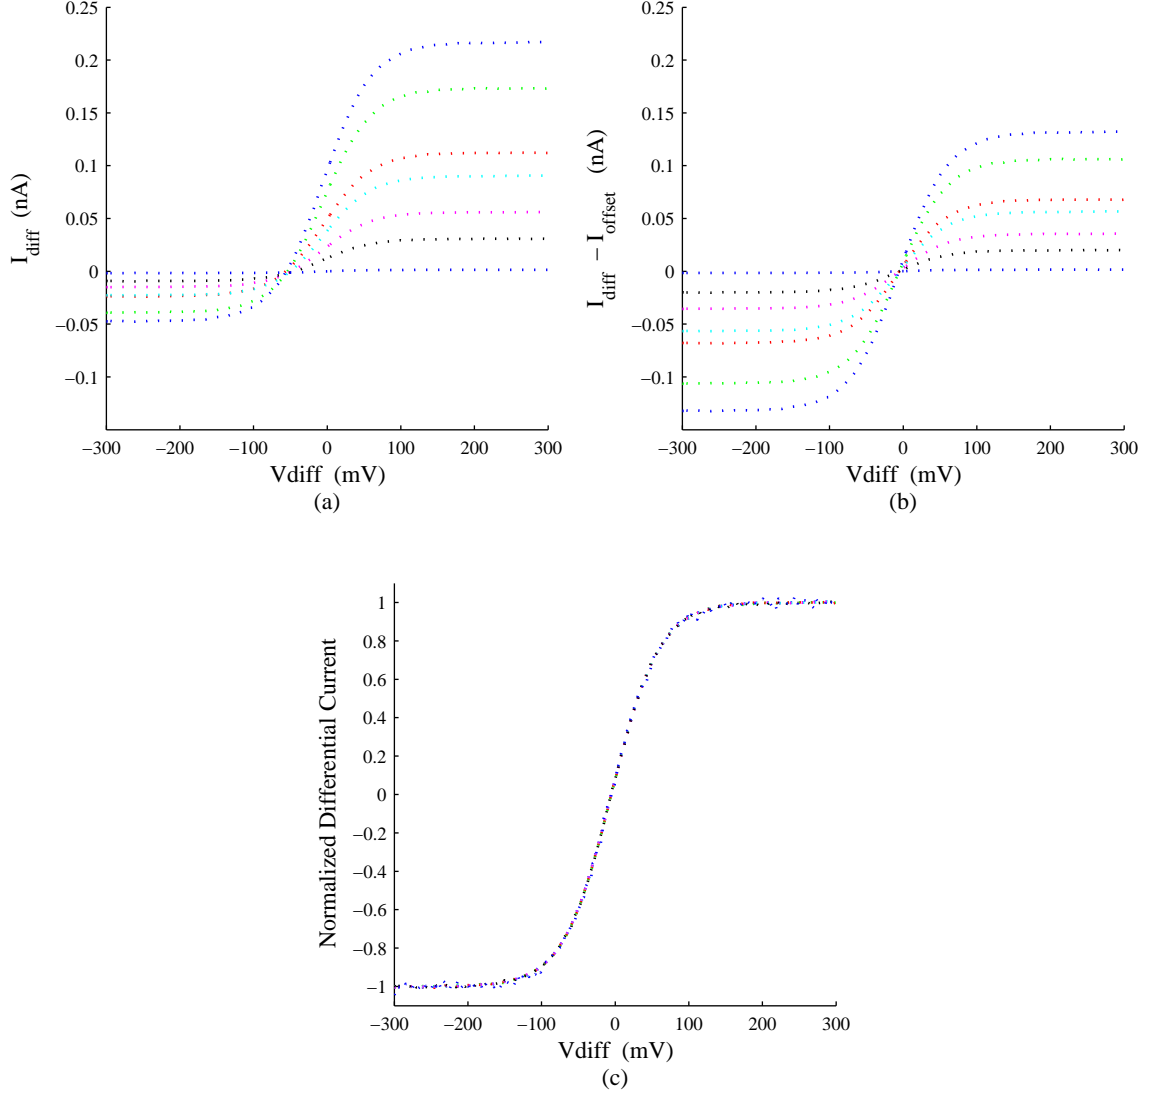 0.25
0.2
0.15
0.1
0.05
0
−0.05
−0.1
I_diff (nA)
−300 −200 −100 0 100 200 300
Vdiff (mV)
(a)
0.25
0.2
0.15
0.1
0.05
0
−0.05
−0.1
I_diff − I_offset (nA)
−300 −200 −100 0 100 200 300
Vdiff (mV)
(b)
1
0.8
0.6
0.4
0.2
0
−0.2
−0.4
−0.6
−0.8
−1
Normalized Differential Current
−300 −200 −100 0 100 200 300
Vdiff (mV)
(c)